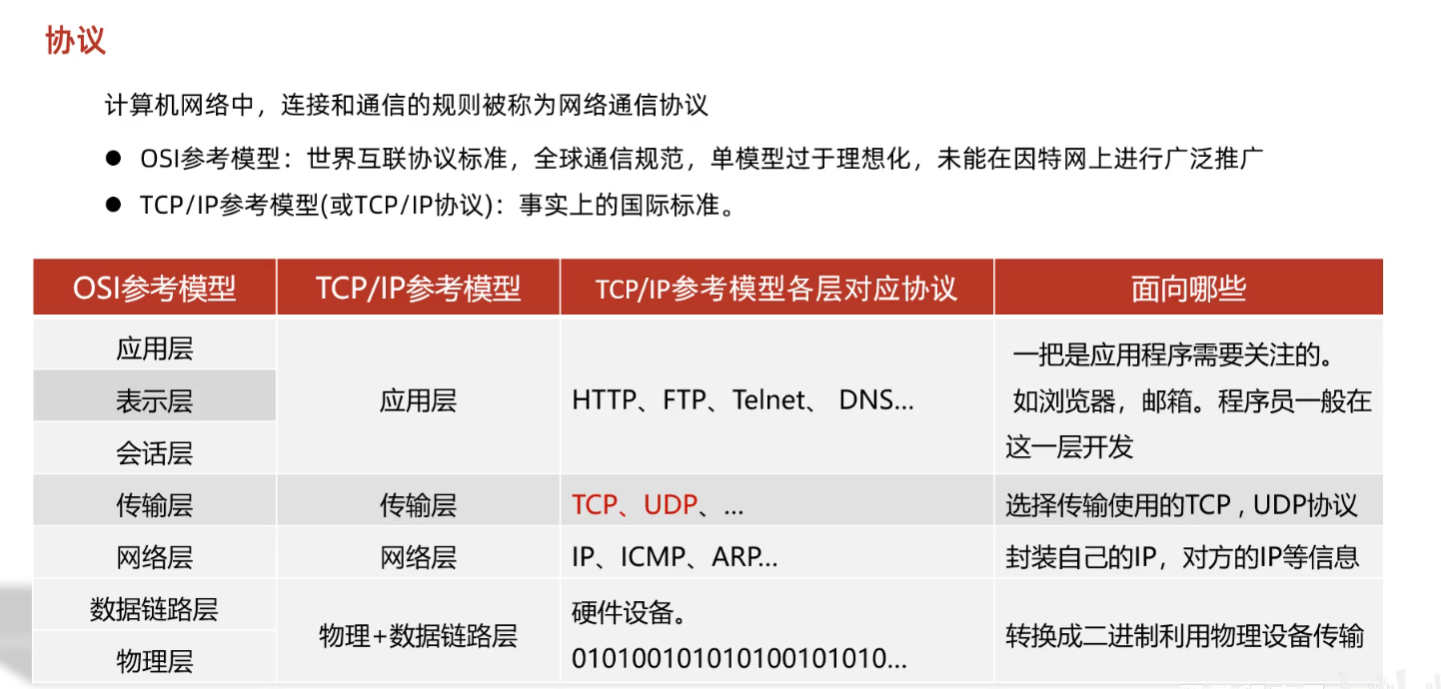 协议
计算机网络中，连接和通信的规则被称为网络通信协议
● OSI参考模型：世界互联协议标准，全球通信规范，单模型过于理想化，未能在因特网上进行广泛推广
● TCP/IP参考模型(或TCP/IP协议)：事实上的国际标准。
OSI参考模型 TCP/IP参考模型 TCP/IP参考模型各层对应协议 面向哪些
应用层
表示层
会话层
应用层
HTTP、FTP、Telnet、 DNS...
一把是应用程序需要关注的。
如浏览器，邮箱。程序员一般在
这一层开发
传输层 传输层 TCP、UDP、... 选择传输使用的TCP , UDP协议
网络层 网络层 IP、ICMP、ARP... 封装自己的IP，对方的IP等信息
数据链路层
物理层
物理+数据链路层
硬件设备。
010100101010100101010...
转换成二进制利用物理设备传输